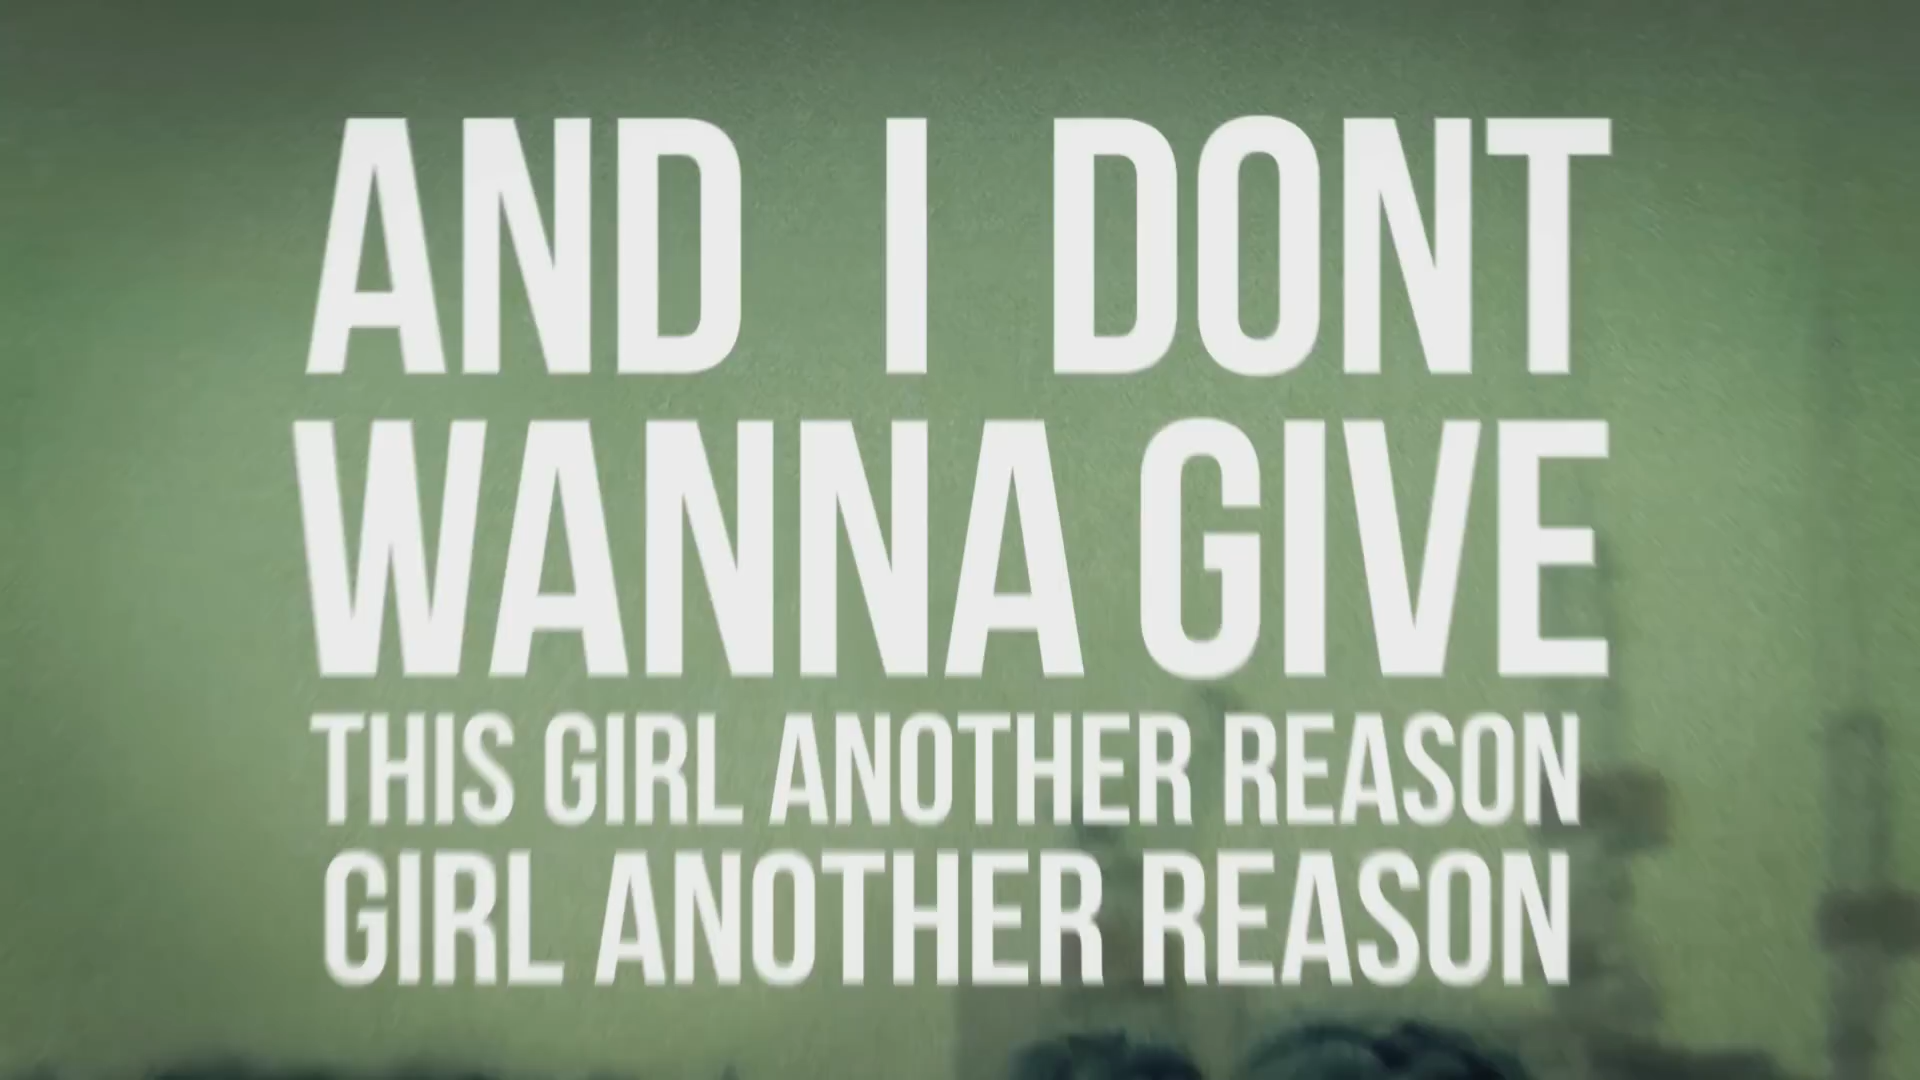 AND I DONT
WANNA GIVE
THIS GIRL ANOTHER REASON
GIRL ANOTHER REASON